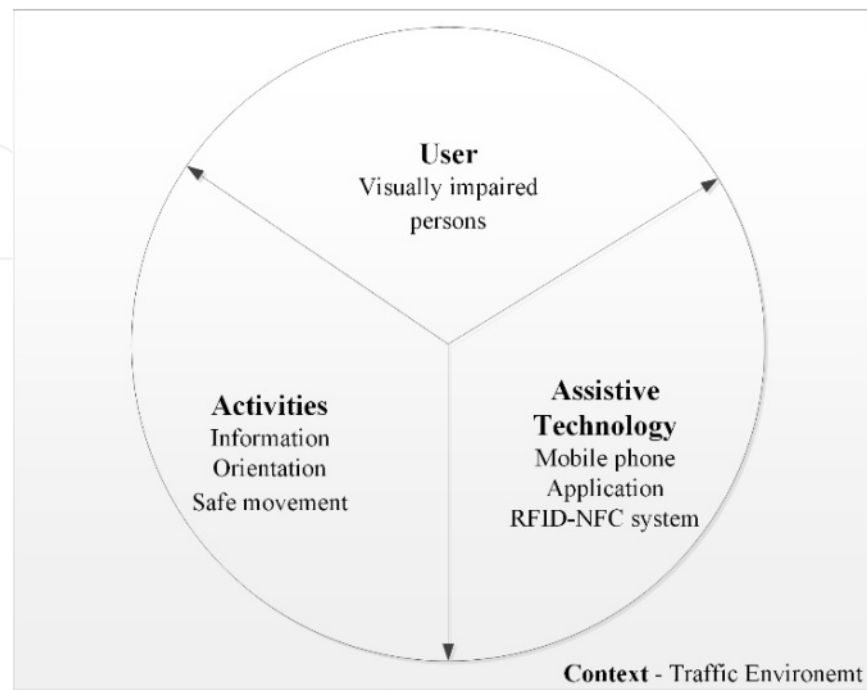 User
Visually impaired
persons
Activities
Information
Orientation
Safe movement
Assistive
Technology
Mobile phone
Application
RFID-NFC system
Context - Traffic Environemt